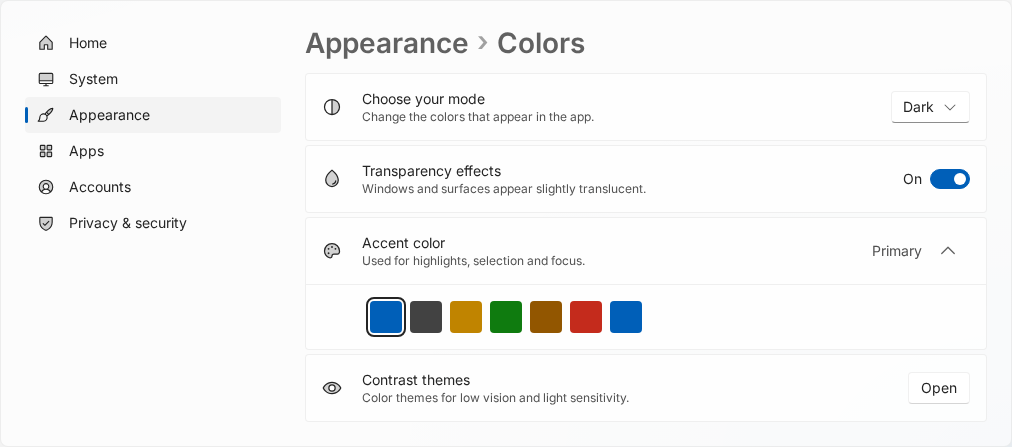 Home
System
Appearance
Apps
Accounts
Privacy & security
Appearance › Colors
Choose your mode
Change the colors that appear in the app.
Dark
Transparency effects
Windows and surfaces appear slightly translucent.
On
Accent color
Used for highlights, selection and focus.
Primary
Contrast themes
Color themes for low vision and light sensitivity.
Open